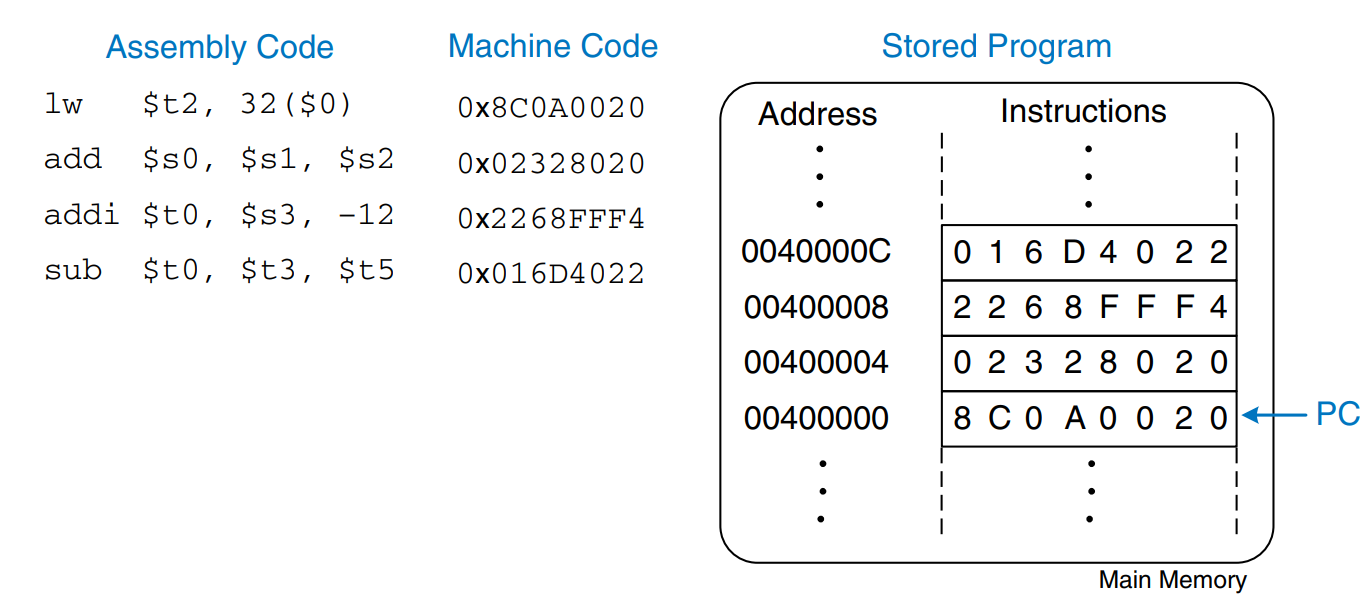 Assembly Code
lw $t2, 32($0)
add $s0, $s1, $s2
addi $t0, $s3, –12
sub $t0, $t3, $t5
Machine Code
0x8C0A0020
0x02328020
0x2268FFF4
0x016D4022
Stored Program
Address Instructions
0040000C 0 1 6 D 4 0 2 2
00400008 2 2 6 8 F F F 4
00400004 0 2 3 2 8 0 2 0
00400000 8 C 0 A 0 0 2 0 PC
Main Memory